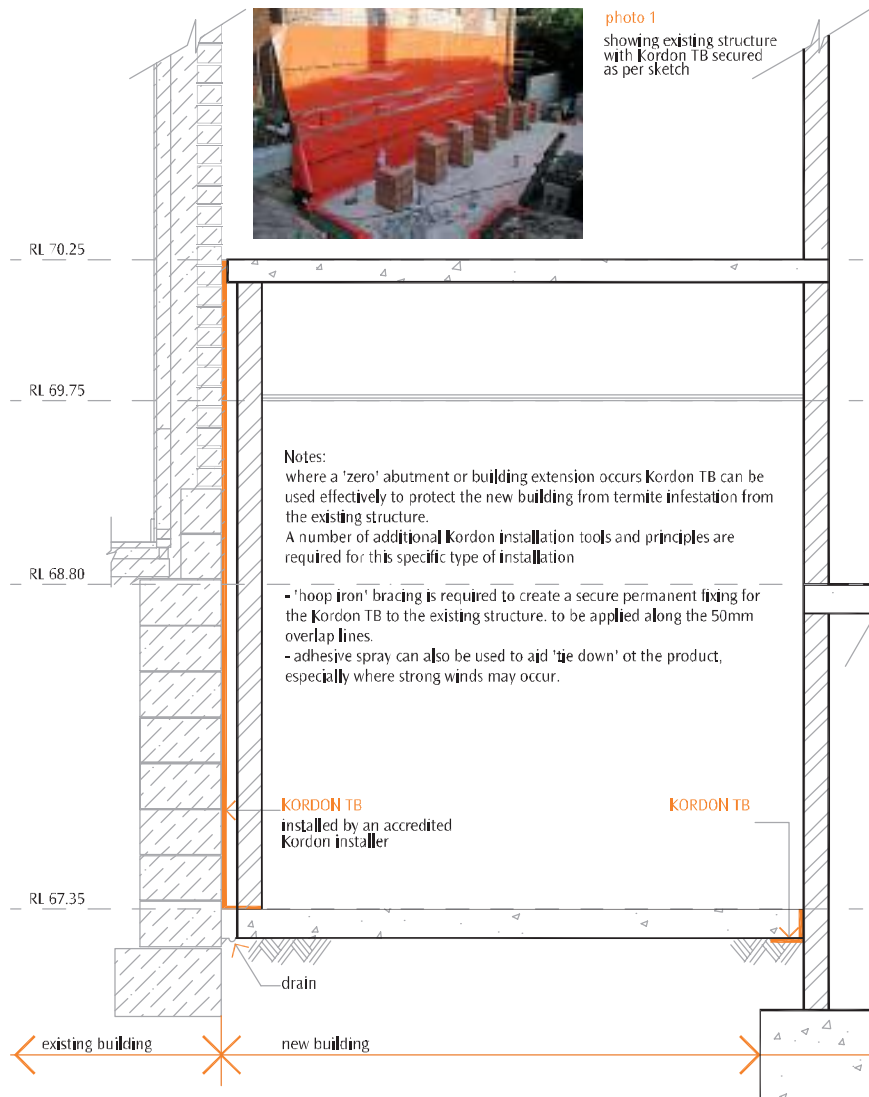 photo 1
showing existing structure
with Kordon TB secured
as per sketch
RL 70.25
RL 69.75
Notes:
where a 'zero' abutment or building extension occurs Kordon TB can be
used effectively to protect the new building from termite infestation from
the existing structure.
A number of additional Kordon installation tools and principles are
required for this specific type of installation
RL 68.80
- 'hoop iron' bracing is required to create a secure permanent fixing for
the Kordon TB to the existing structure. to be applied along the 50mm
overlap lines.
- adhesive spray can also be used to aid 'tie down' ot the product,
especially where strong winds may occur.
KORDON TB
installed by an accredited
Kordon installer
KORDON TB
RL 67.35
drain
existing building
new building